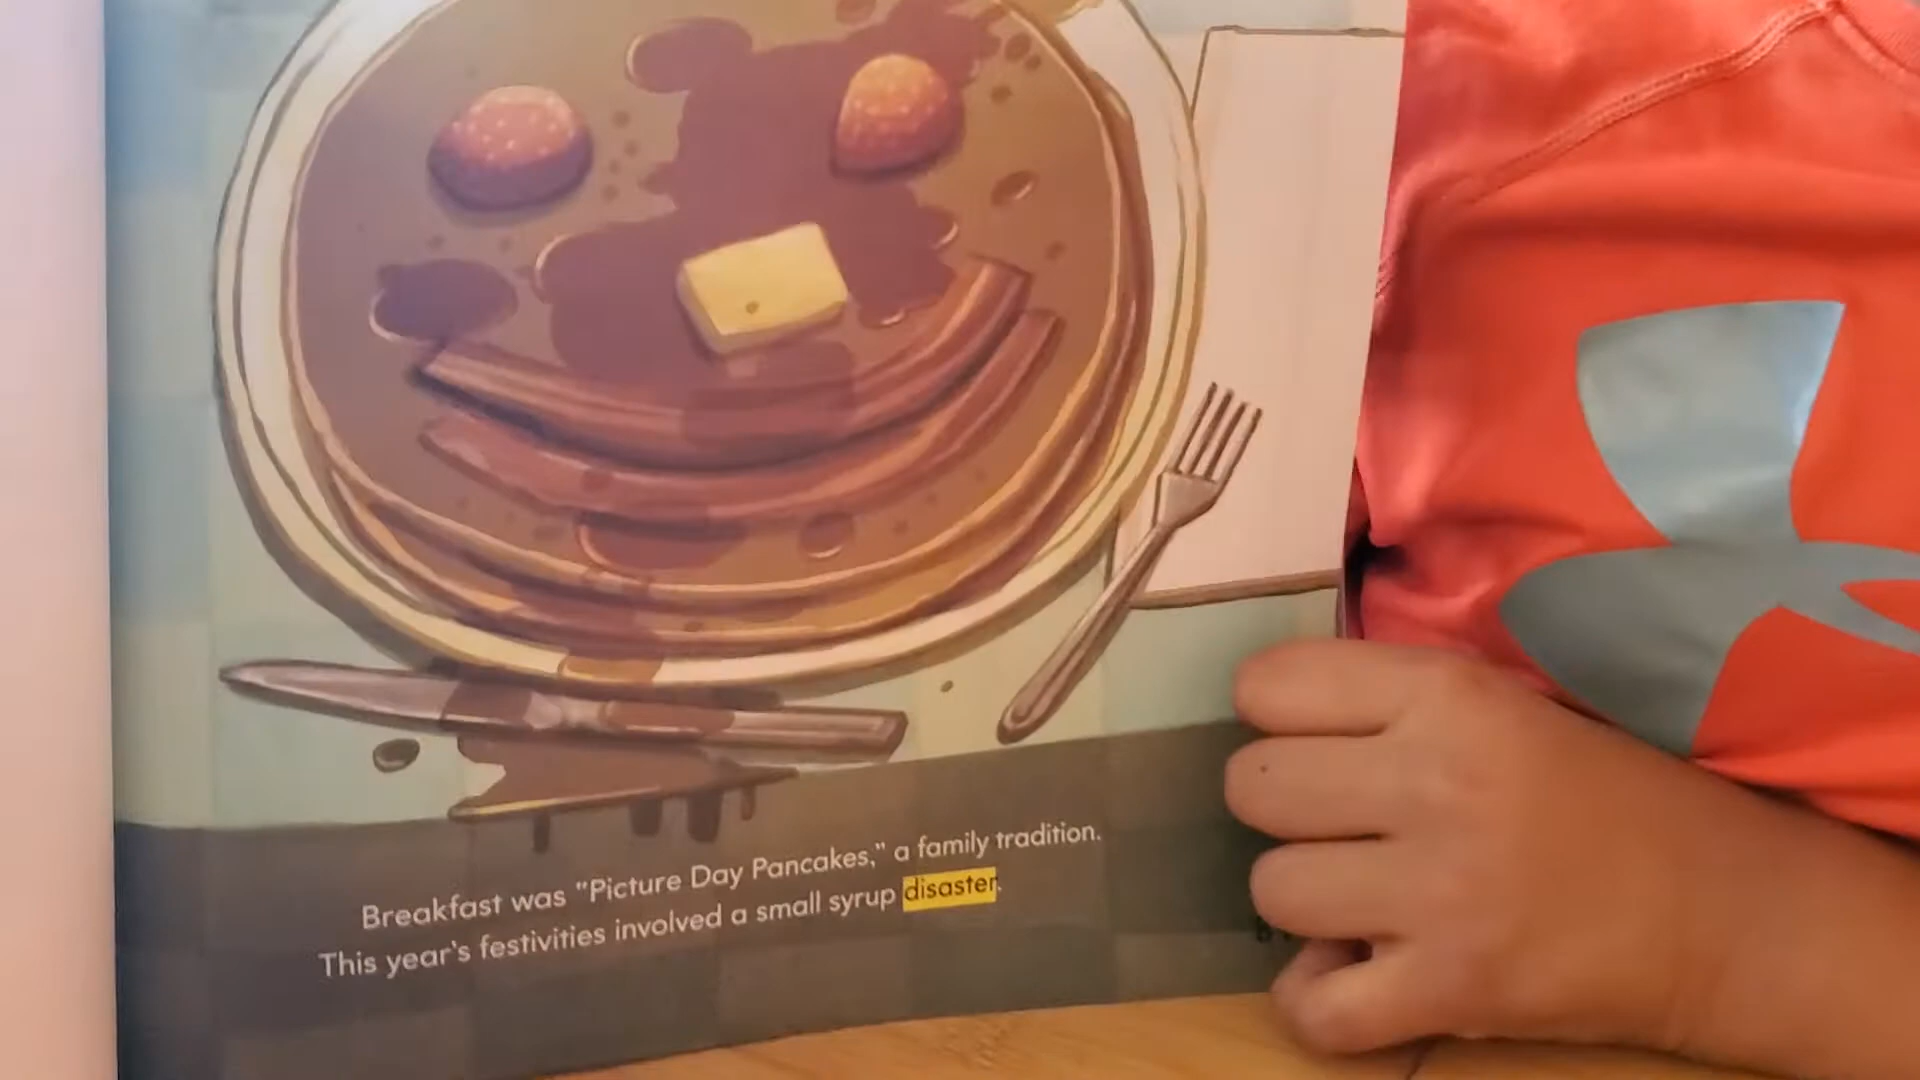 Breakfast was "Picture Day Pancakes," a family tradition.
This year's festivities involved a small syrup disaster.